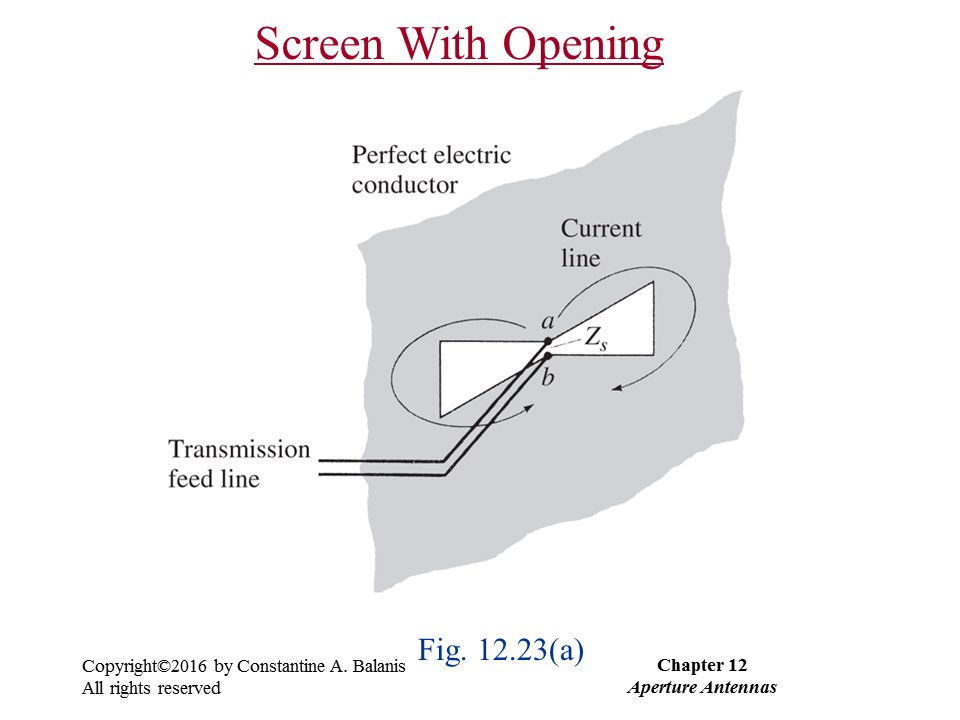 Screen With Opening
Perfect electric
conductor
Current
line
a
Zs
b
Transmission
feed line
Fig. 12.23(a)
Copyright©2016 by Constantine A. Balanis
All rights reserved
Chapter 12
Aperture Antennas